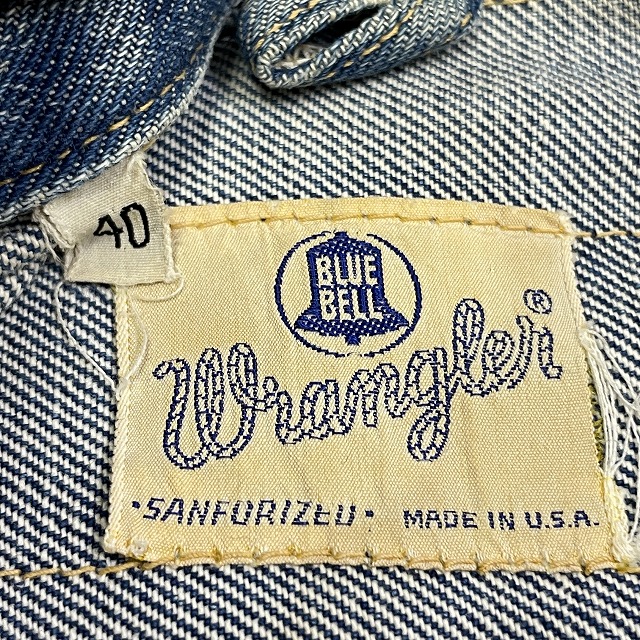 40
BLUE
BELL
Wrangler®
·SANFORIZED· MADE IN U.S.A.